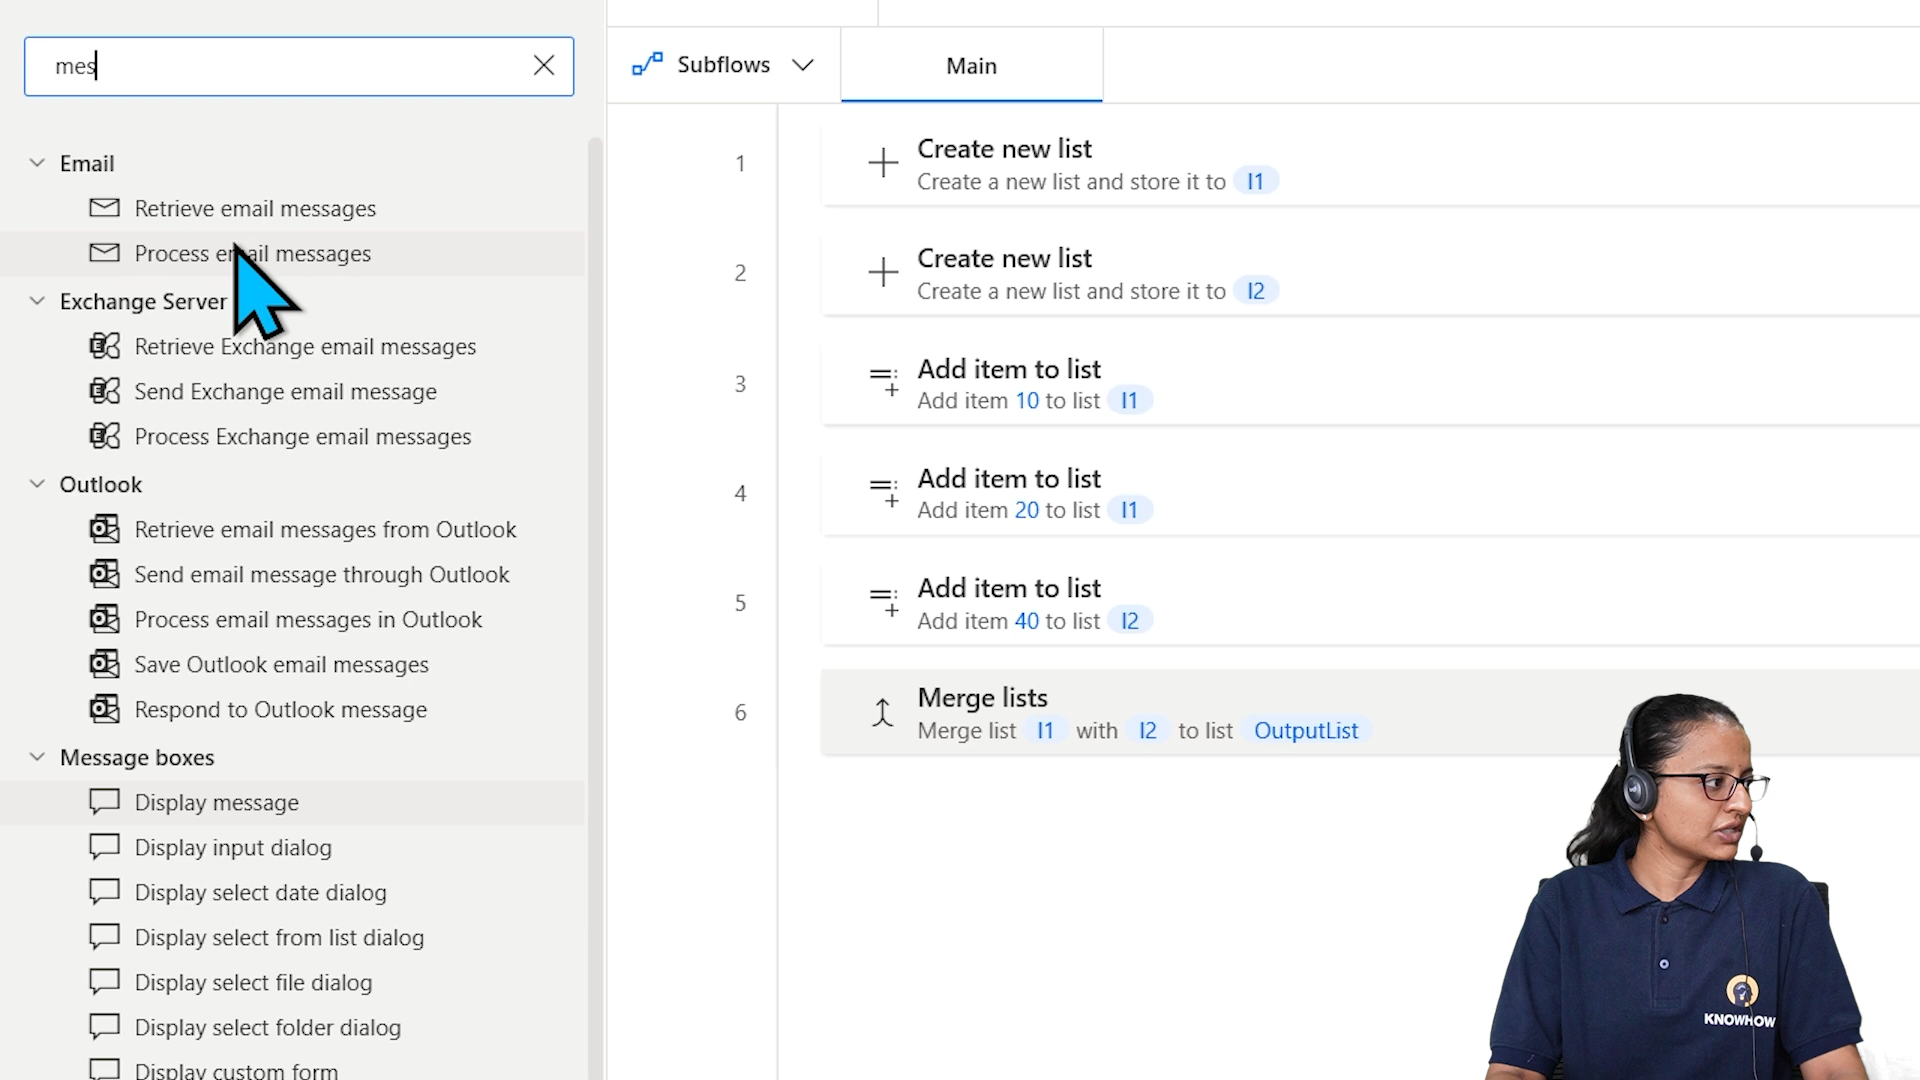 mes
Email
Retrieve email messages
Process email messages
Exchange Server
Retrieve Exchange email messages
Send Exchange email message
Process Exchange email messages
Outlook
Retrieve email messages from Outlook
Send email message through Outlook
Process email messages in Outlook
Save Outlook email messages
Respond to Outlook message
Message boxes
Display message
Display input dialog
Display select date dialog
Display select from list dialog
Display select file dialog
Display select folder dialog
Display custom form
Subflows
Main
1
Create new list
Create a new list and store it to l1
2
Create new list
Create a new list and store it to l2
3
Add item to list
Add item 10 to list l1
4
Add item to list
Add item 20 to list l1
5
Add item to list
Add item 40 to list l2
6
Merge lists
Merge list l1 with l2 to list OutputList
KNOWHOW